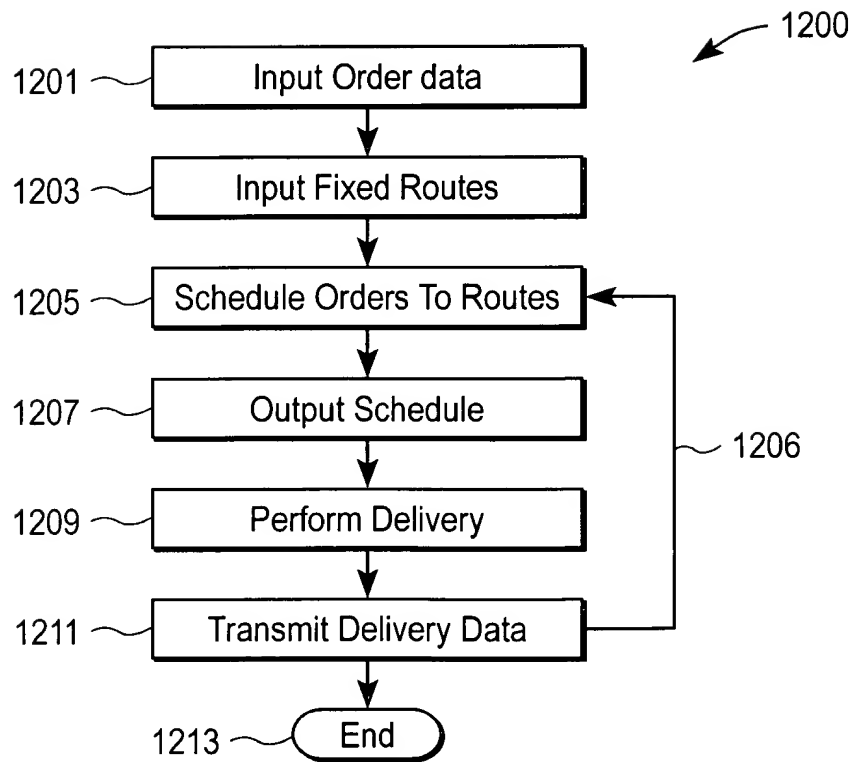 1200
1201 Input Order data
1203 Input Fixed Routes
1205 Schedule Orders To Routes
1207 Output Schedule
1206
1209 Perform Delivery
1211 Transmit Delivery Data
1213 End